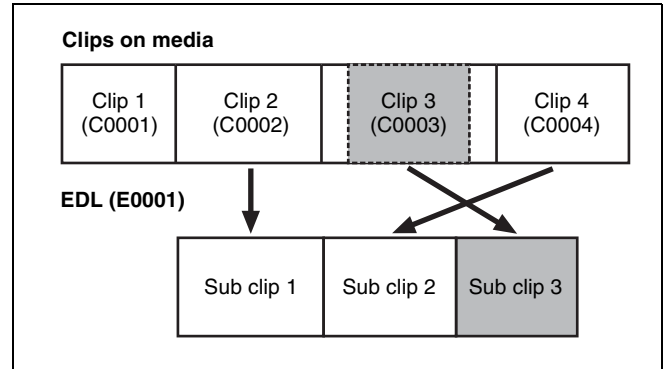 Clips on media
Clip 1
(C0001)
Clip 2
(C0002)
Clip 3
(C0003)
Clip 4
(C0004)
EDL (E0001)
Sub clip 1
Sub clip 2
Sub clip 3